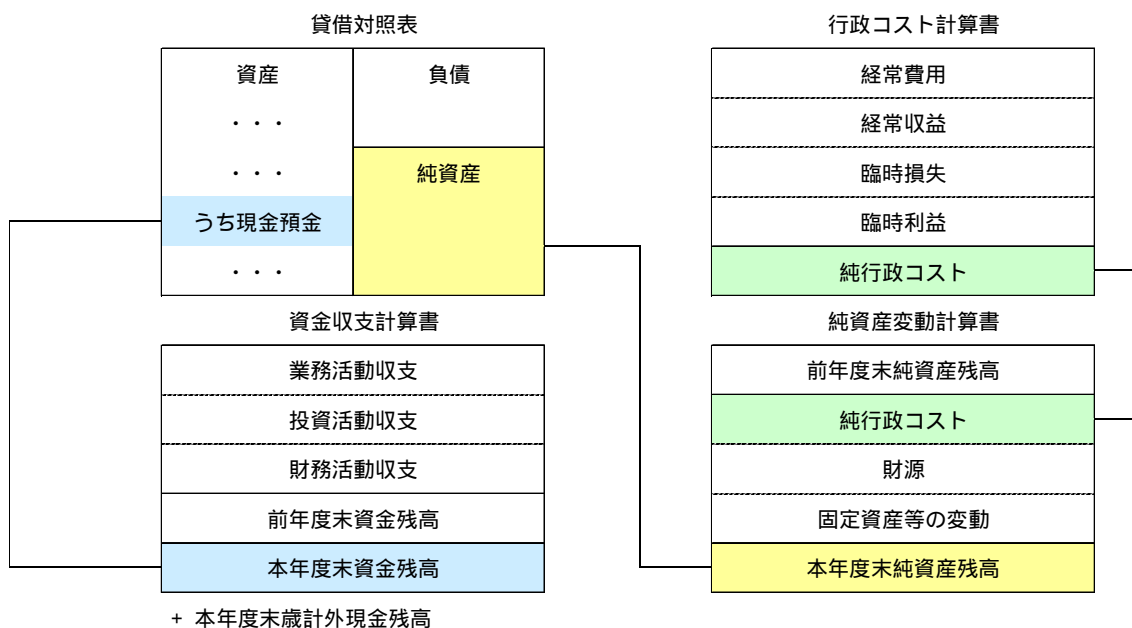 貸借対照表
資産
負債
・・・
・・・
純資産
うち現金預金
・・・
行政コスト計算書
経常費用
経常収益
臨時損失
臨時利益
純行政コスト
資金収支計算書
業務活動収支
投資活動収支
財務活動収支
前年度末資金残高
本年度末資金残高
+ 本年度末歳計外現金残高
純資産変動計算書
前年度末純資産残高
純行政コスト
財源
固定資産等の変動
本年度末純資産残高